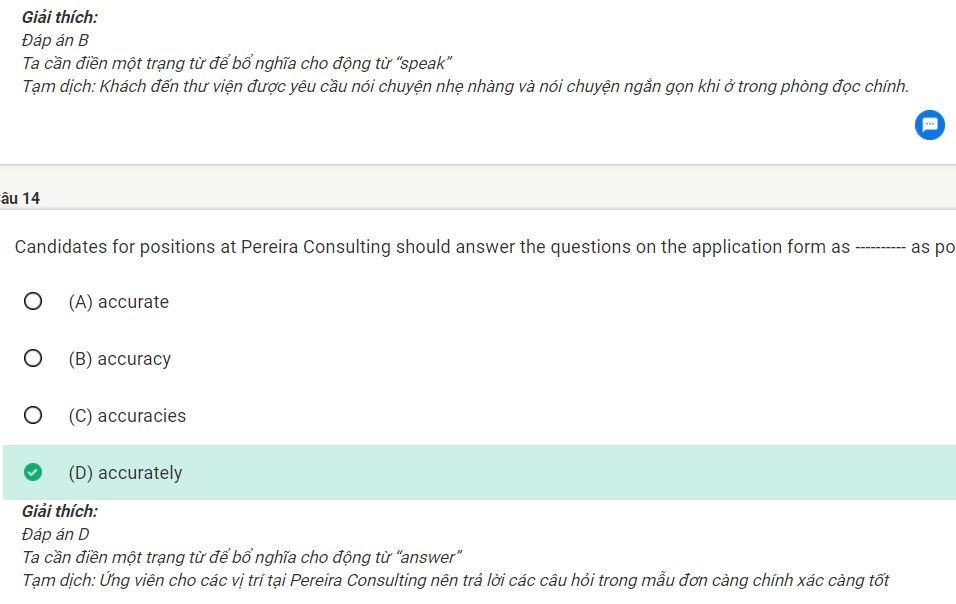 Giải thích:
Đáp án B
Ta cần điền một trạng từ để bổ nghĩa cho động từ “speak”
Tạm dịch: Khách đến thư viện được yêu cầu nói chuyện nhẹ nhàng và nói chuyện ngắn gọn khi ở trong phòng đọc chính.
âu 14
Candidates for positions at Pereira Consulting should answer the questions on the application form as ---------- as po
(A) accurate
(B) accuracy
(C) accuracies
(D) accurately
Giải thích:
Đáp án D
Ta cần điền một trạng từ để bổ nghĩa cho động từ “answer”
Tạm dịch: Ứng viên cho các vị trí tại Pereira Consulting nên trả lời các câu hỏi trong mẫu đơn càng chính xác càng tốt